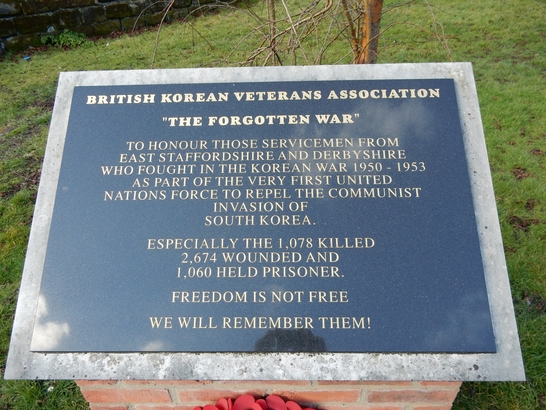 BRITISH KOREAN VETERANS ASSOCIATION
"THE FORGOTTEN WAR"
TO HONOUR THOSE SERVICEMEN FROM
EAST STAFFORDSHIRE AND DERBYSHIRE
WHO FOUGHT IN THE KOREAN WAR 1950 - 1953
AS PART OF THE VERY FIRST UNITED
NATIONS FORCE TO REPEL THE COMMUNIST
INVASION OF
SOUTH KOREA.
ESPECIALLY THE 1,078 KILLED
2,674 WOUNDED AND
1,060 HELD PRISONER.
FREEDOM IS NOT FREE
WE WILL REMEMBER THEM!